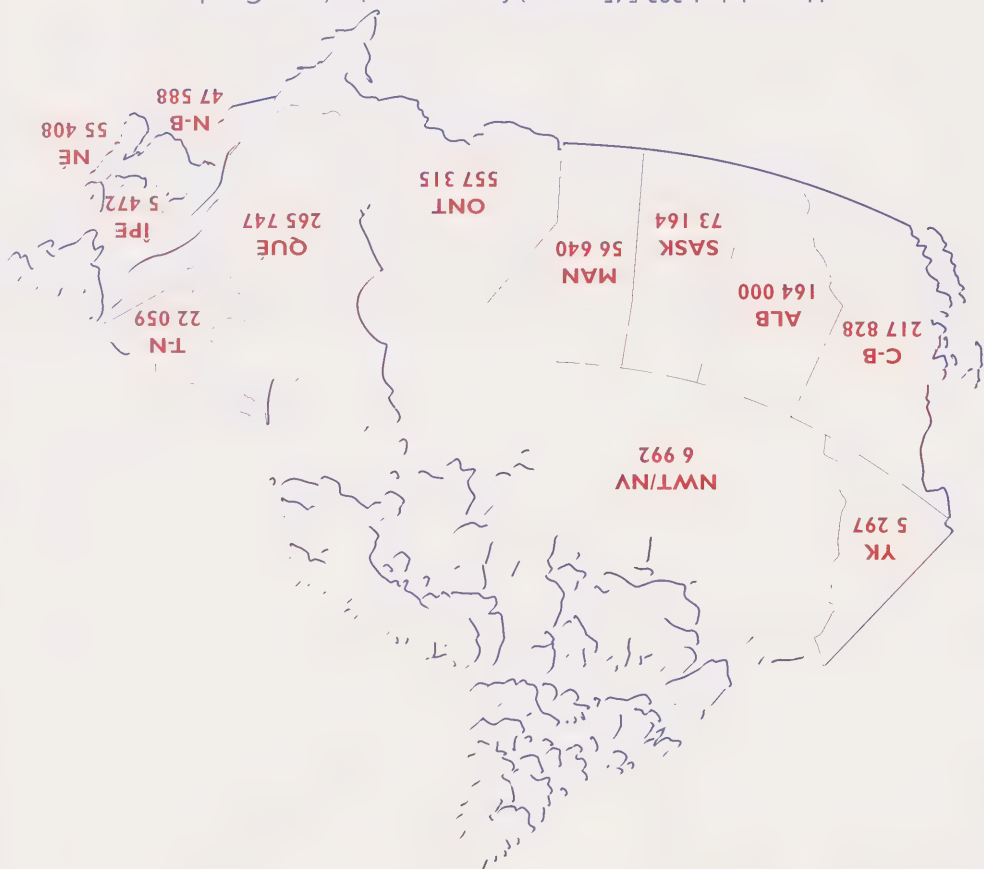 YK
5 297
NWT/NV
6 992
C-B
217 828
T-N
22 059
ALB
164 000
MAN
56 640
SASK
73 164
QUÉ
265 747
ÎPE
5 472
ONT
557 315
NÉ
55 408
N-B
47 588